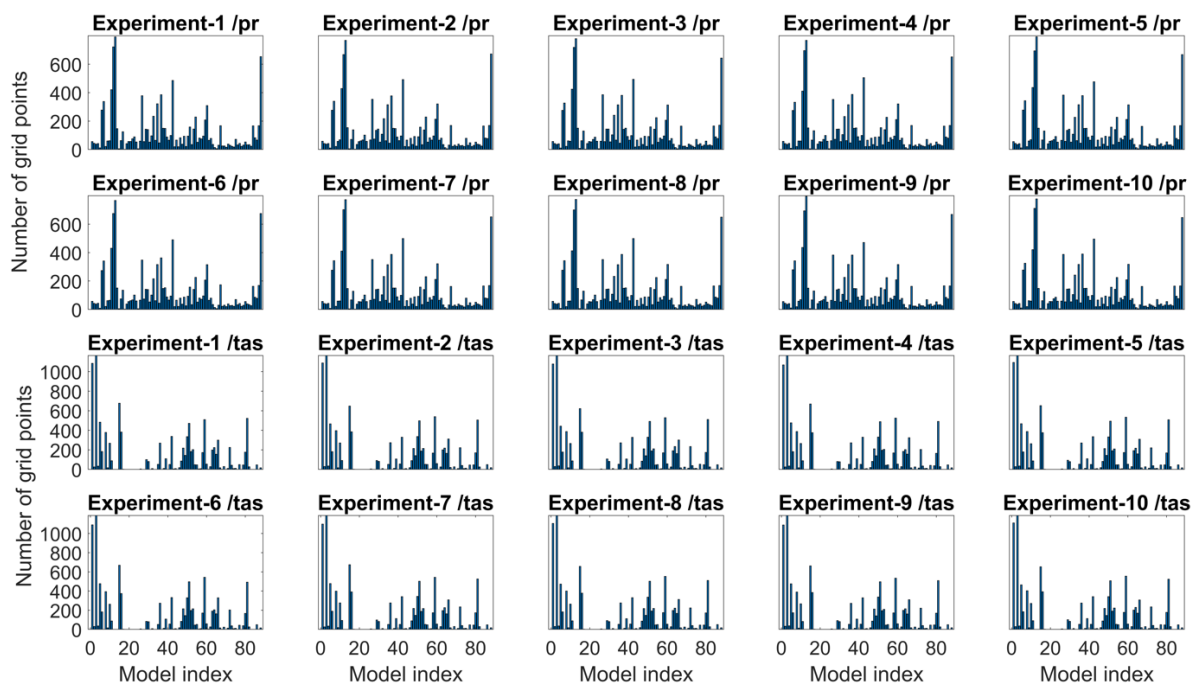 Experiment-1 /pr Experiment-2 /pr Experiment-3 /pr Experiment-4 /pr Experiment-5 /pr
600
400
200
0
Number of grid points
Experiment-6 /pr Experiment-7 /pr Experiment-8 /pr Experiment-9 /pr Experiment-10 /pr
600
400
200
0
Experiment-1 /tas Experiment-2 /tas Experiment-3 /tas Experiment-4 /tas Experiment-5 /tas
1000
800
600
400
200
0
Number of grid points
Experiment-6 /tas Experiment-7 /tas Experiment-8 /tas Experiment-9 /tas Experiment-10 /tas
1000
800
600
400
200
0
0 20 40 60 80 0 20 40 60 80 0 20 40 60 80 0 20 40 60 80 0 20 40 60 80
Model index Model index Model index Model index Model index